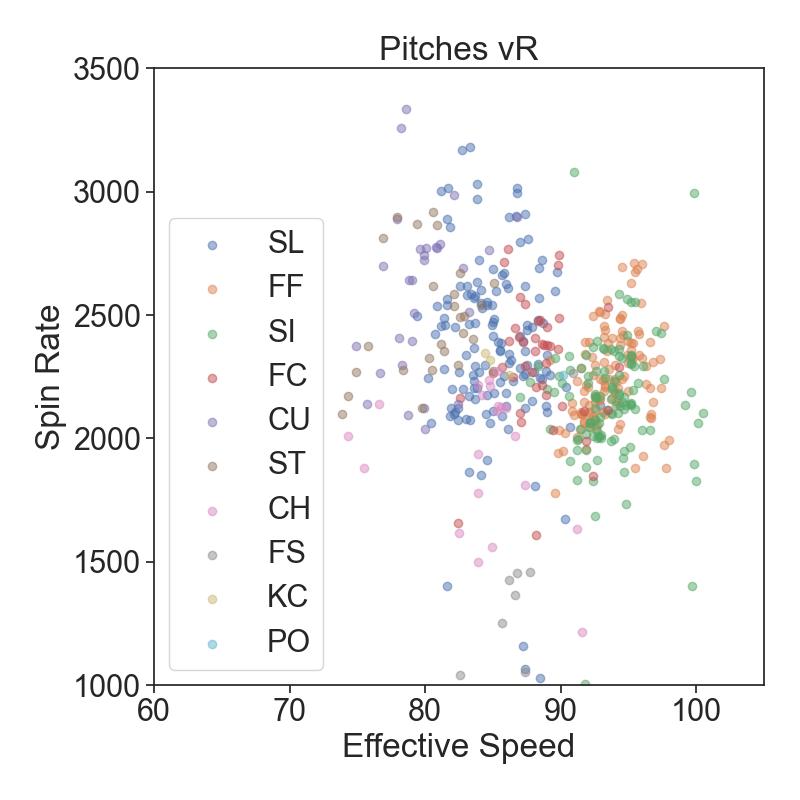 Pitches vR
3500
3000
2500
2000
1500
1000
Spin Rate
SL
FF
SI
FC
CU
ST
CH
FS
KC
PO
60
70
80
90
100
Effective Speed